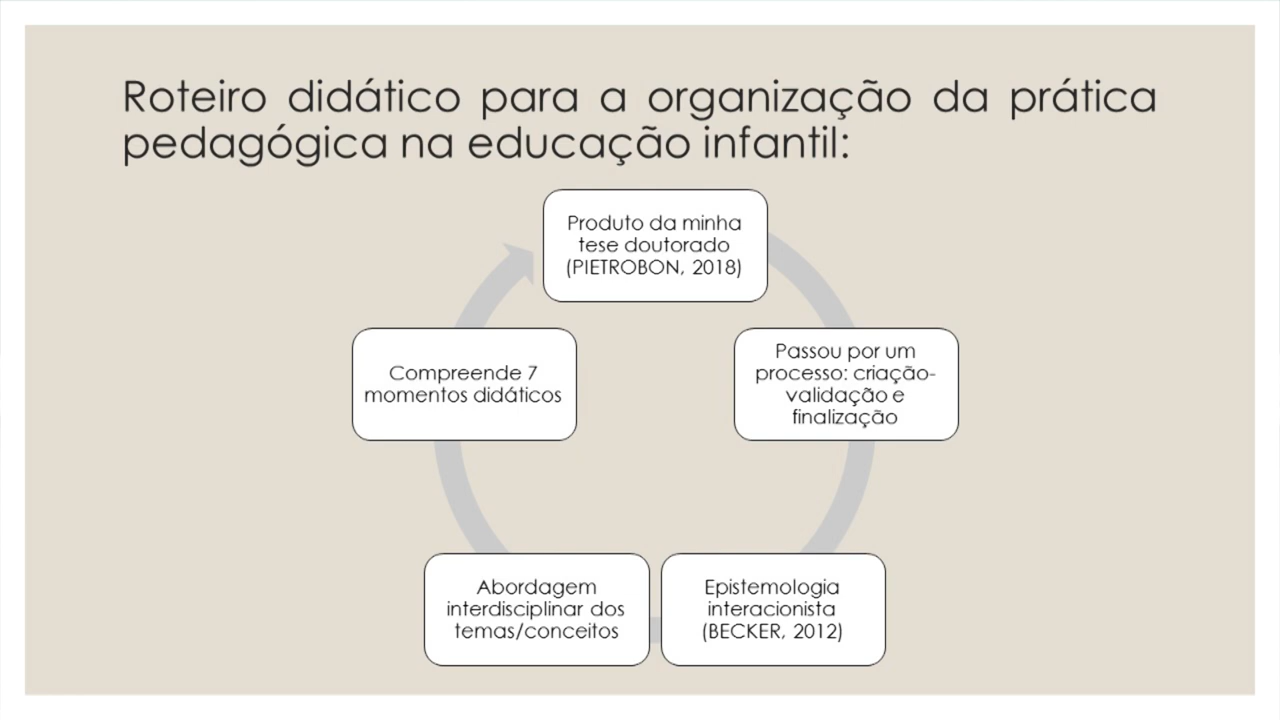 Roteiro didático para a organização da prática
pedagógica na educação infantil:
Produto da minha
tese doutorado
(PIETROBON, 2018)
Passou por um
processo: criação-
validação e
finalização
Epistemologia
interacionista
(BECKER, 2012)
Abordagem
interdisciplinar dos
temas/conceitos
Compreende 7
momentos didáticos